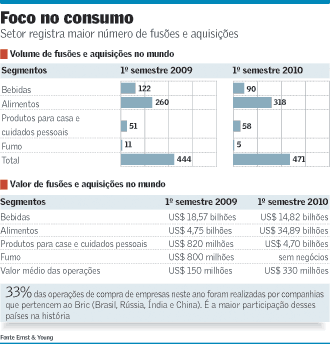 Foco no consumo
Setor registra maior número de fusões e aquisições
Volume de fusões e aquisições no mundo
Segmentos 1º semestre 2009 1º semestre 2010
Bebidas 122 90
Alimentos 260 318
Produtos para casa e
cuidados pessoais 51 58
Fumo 11 5
Total 444 471
Valor de fusões e aquisições no mundo
Segmentos 1º semestre 2009 1º semestre 2010
Bebidas US$ 18,57 bilhões US$ 14,82 bilhões
Alimentos US$ 4,75 bilhões US$ 34,89 bilhões
Produtos para case e cuidados pessoais US$ 820 milhões US$ 4,70 bilhões
Fumo US$ 800 milhões sem negócios
Valor médio das operações US$ 150 milhões US$ 330 milhões
33% das operações de compra de empresas neste ano foram realizadas por companhias
que pertencem ao Bric (Brasil, Rússia, Índia e China). É a maior participação desses
países na história
Fonte Ernst & Young